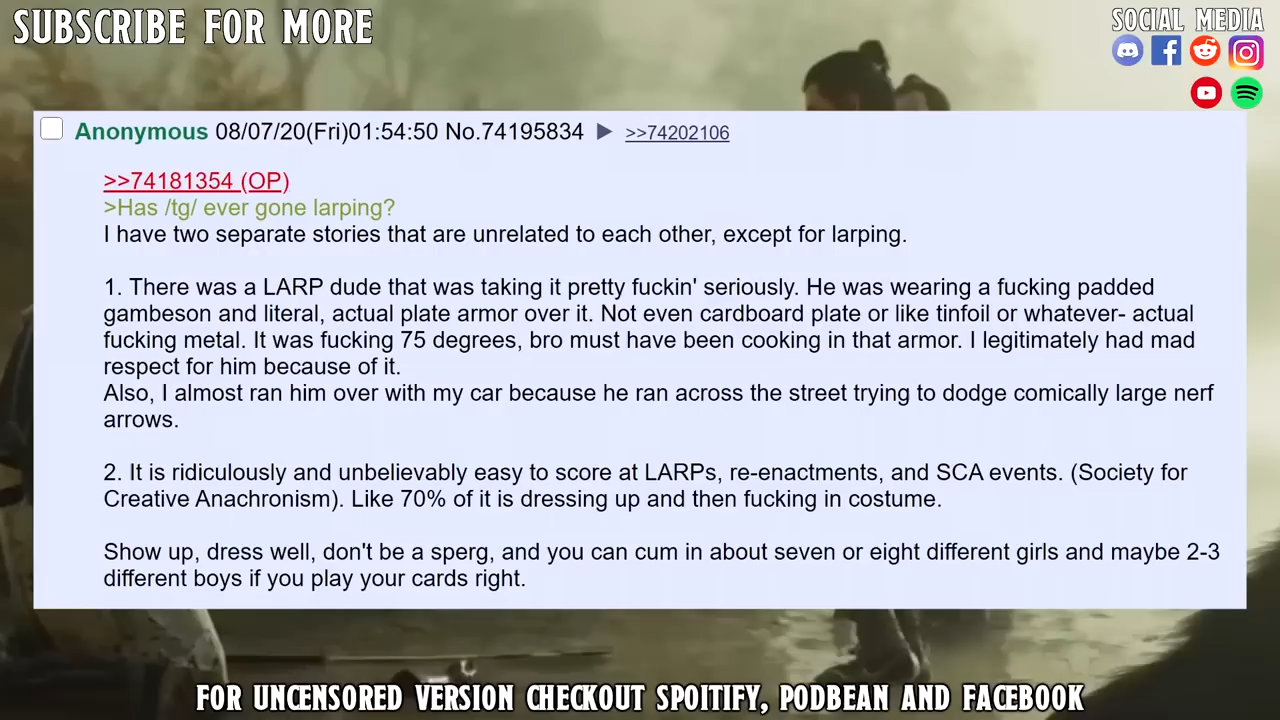 SUBSCRIBE FOR MORE
SOCIAL MEDIA
Anonymous 08/07/20(Fri)01:54:50 No.74195834 ▶ >>74202106
>>74181354 (OP)
>Has /tg/ ever gone larping?
I have two separate stories that are unrelated to each other, except for larping.
1. There was a LARP dude that was taking it pretty fuckin' seriously. He was wearing a fucking padded
gambeson and literal, actual plate armor over it. Not even cardboard plate or like tinfoil or whatever- actual
fucking metal. It was fucking 75 degrees, bro must have been cooking in that armor. I legitimately had mad
respect for him because of it.
Also, I almost ran him over with my car because he ran across the street trying to dodge comically large nerf
arrows.
2. It is ridiculously and unbelievably easy to score at LARPs, re-enactments, and SCA events. (Society for
Creative Anachronism). Like 70% of it is dressing up and then fucking in costume.
Show up, dress well, don't be a sperg, and you can cum in about seven or eight different girls and maybe 2-3
different boys if you play your cards right.
FOR UNCENSORED VERSION CHECKOUT SPOITIFY, PODBEAN AND FACEBOOK